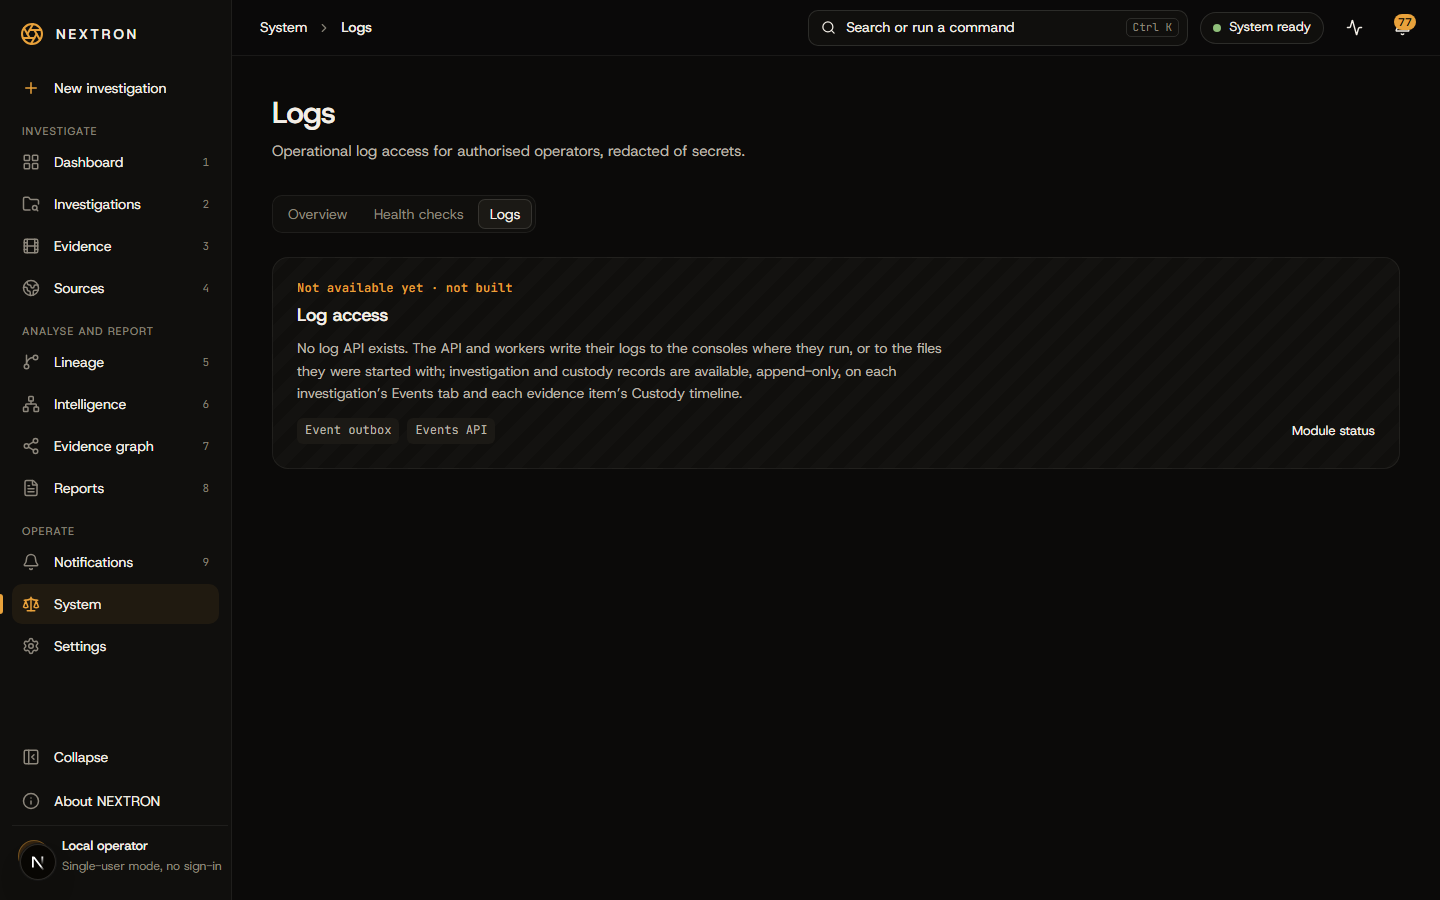 NEXTRON
New investigation
INVESTIGATE
Dashboard 1
Investigations 2
Evidence 3
Sources 4
ANALYSE AND REPORT
Lineage 5
Intelligence 6
Evidence graph 7
Reports 8
OPERATE
Notifications 9
System
Settings
Collapse
About NEXTRON
N
Local operator
Single-user mode, no sign-in
System > Logs
Search or run a command Ctrl K
System ready
77
Logs
Operational log access for authorised operators, redacted of secrets.
Overview Health checks Logs
Not available yet · not built
Log access
No log API exists. The API and workers write their logs to the consoles where they run, or to the files
they were started with; investigation and custody records are available, append-only, on each
investigation’s Events tab and each evidence item’s Custody timeline.
Event outbox Events API
Module status